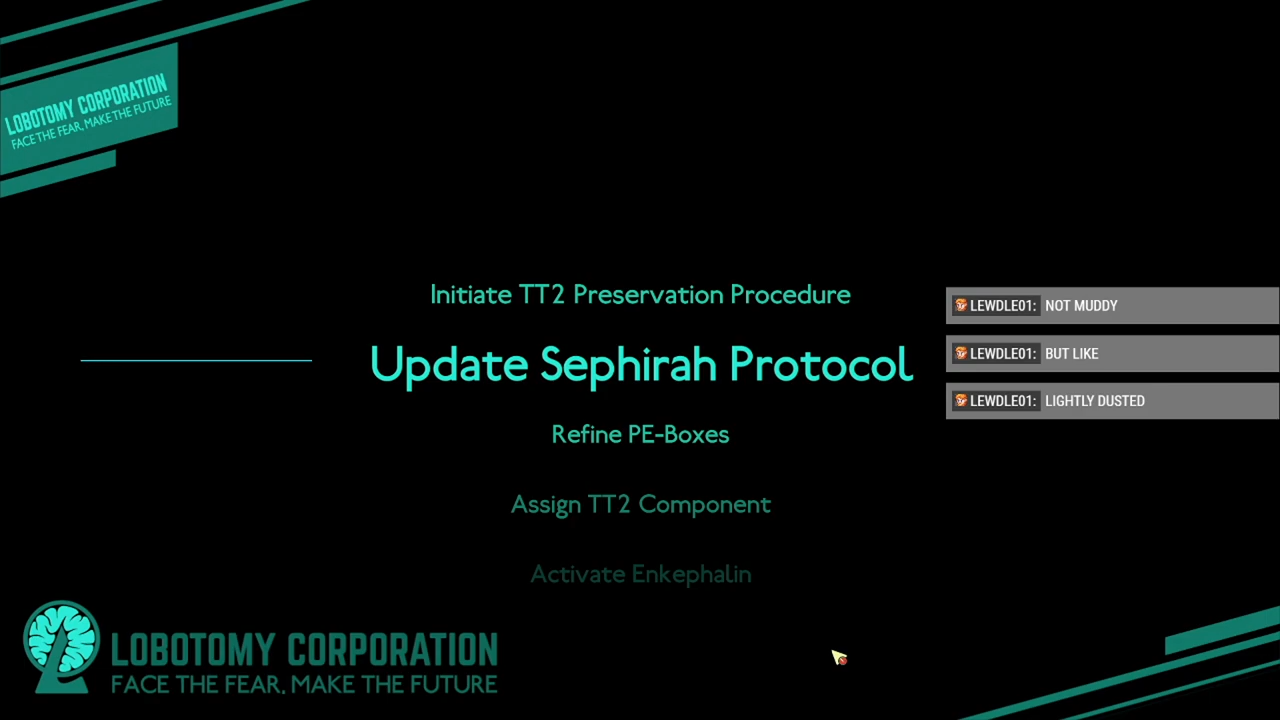 LOBOTOMY CORPORATION
FACE THE FEAR, MAKE THE FUTURE
Initiate TT2 Preservation Procedure
Update Sephirah Protocol
Refine PE-Boxes
Assign TT2 Component
Activate Enkephalin
LEWDLE01: NOT MUDDY
LEWDLE01: BUT LIKE
LEWDLE01: LIGHTLY DUSTED
LOBOTOMY CORPORATION
FACE THE FEAR, MAKE THE FUTURE